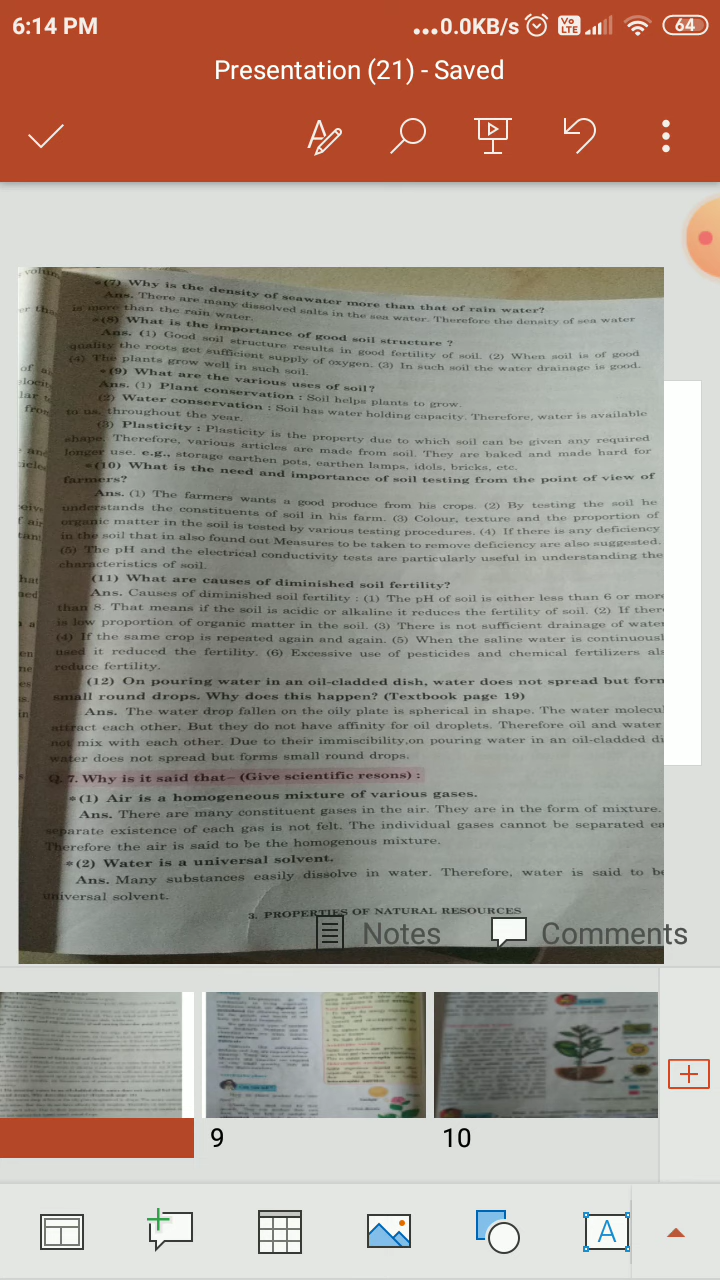 6:14 PM
...0.0KB/s
Vo LTE
64
Presentation (21) - Saved
*(7) Why is the density of seawater more than that of rain water?
Ans. There are many dissolved salts in the sea water. Therefore the density of sea water
is more than the rain water.
*(8) What is the importance of good soil structure ?
Ans. (1) Good soil structure results in good fertility of soil. (2) When soil is of good
quality the roots get sufficient supply of oxygen. (3) In such soil the water drainage is good.
(4) The plants grow well in such soil.
*(9) What are the various uses of soil?
Ans. (1) Plant conservation : Soil helps plants to grow.
(2) Water conservation : Soil has water holding capacity. Therefore, water is available
to us, throughout the year.
(3) Plasticity : Plasticity is the property due to which soil can be given any required
shape. Therefore, various articles are made from soil. They are baked and made hard for
longer use. e.g., storage earthen pots, earthen lamps, idols, bricks, etc.
*(10) What is the need and importance of soil testing from the point of view of
farmers?
Ans. (1) The farmers wants a good produce from his crops. (2) By testing the soil he
understands the constituents of soil in his farm. (3) Colour, texture and the proportion of
organic matter in the soil is tested by various testing procedures. (4) If there is any deficiency
in the soil that in also found out Measures to be taken to remove deficiency are also suggested.
(5) The pH and the electrical conductivity tests are particularly useful in understanding the
characteristics of soil.
(11) What are causes of diminished soil fertility?
Ans. Causes of diminished soil fertility : (1) The pH of soil is either less than 6 or more
than 8. That means if the soil is acidic or alkaline it reduces the fertility of soil. (2) If ther
is low proportion of organic matter in the soil. (3) There is not sufficient drainage of wate
(4) If the same crop is repeated again and again. (5) When the saline water is continuousl
used it reduced the fertility. (6) Excessive use of pesticides and chemical fertilizers als
reduce fertility.
(12) On pouring water in an oil-cladded dish, water does not spread but form
small round drops. Why does this happen? (Textbook page 19)
Ans. The water drop fallen on the oily plate is spherical in shape. The water molecul
attract each other. But they do not have affinity for oil droplets. Therefore oil and water
not mix with each other. Due to their immiscibility,on pouring water in an oil-cladded di
water does not spread but forms small round drops.
Q. 7. Why is it said that– (Give scientific resons) :
*(1) Air is a homogeneous mixture of various gases.
Ans. There are many constituent gases in the air. They are in the form of mixture.
separate existence of each gas is not felt. The individual gases cannot be separated ea
Therefore the air is said to be the homogenous mixture.
*(2) Water is a universal solvent.
Ans. Many substances easily dissolve in water. Therefore, water is said to be
universal solvent.
3. PROPERTIES OF NATURAL RESOURCES
Notes
Comments
9
10
A